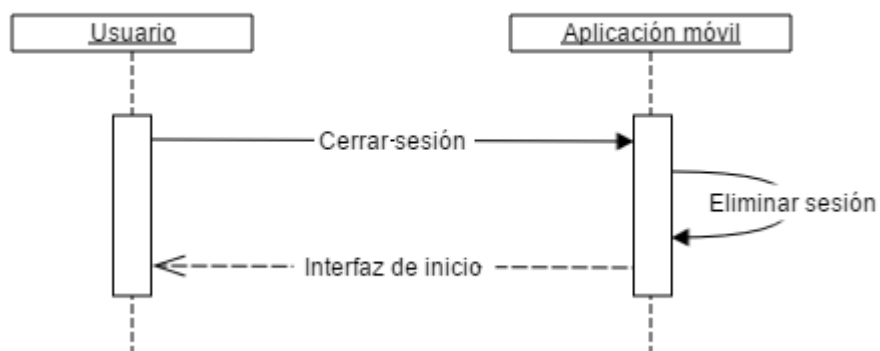 Usuario
Aplicación móvil
Cerrar sesión
Eliminar sesión
Interfaz de inicio